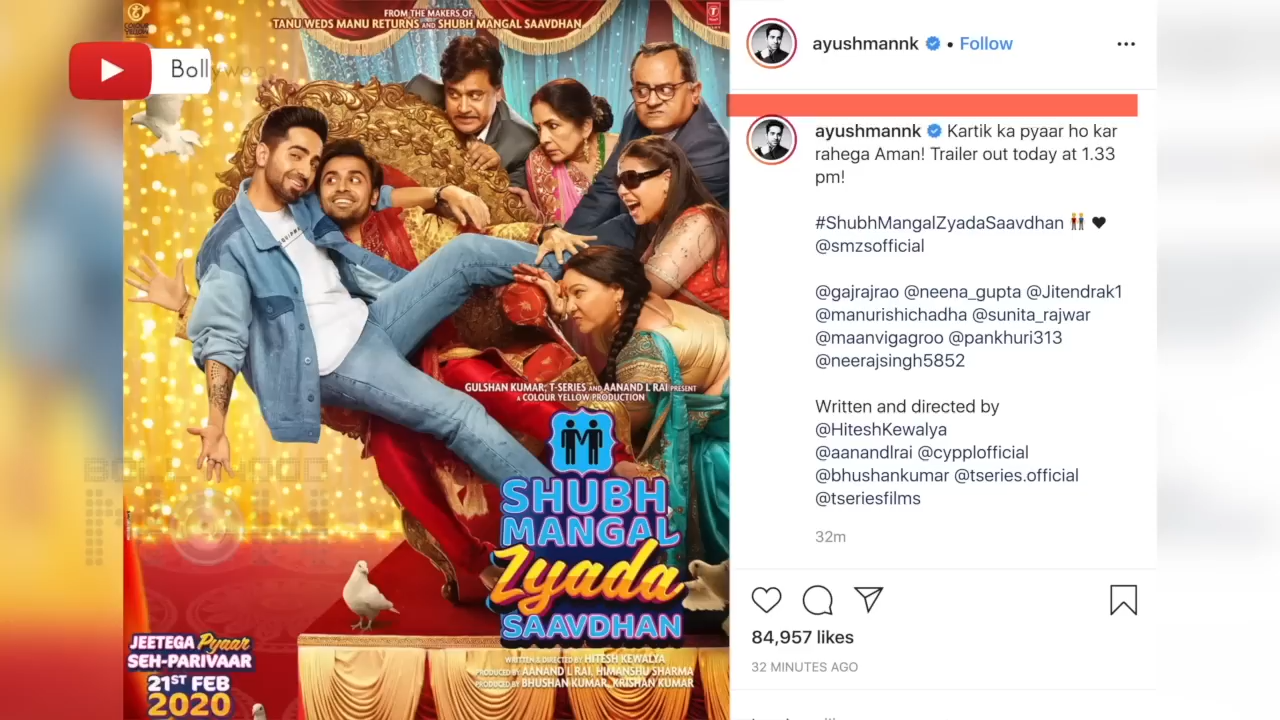 Bollywoo
FROM THE MAKERS OF
TANU WEDS MANU RETURNS AND SHUBH MANGAL SAAVDHAN
GULSHAN KUMAR, T-SERIES AND AANAND L RAI PRESENT
A COLOUR YELLOW PRODUCTION
SHUBH
MANGAL
Zyada
SAAVDHAN
WRITTEN & DIRECTED BY HITESH KEWALYA
PRODUCED BY AANAND L RAI, HIMANSHU SHARMA
PRODUCED BY BHUSHAN KUMAR, KRISHAN KUMAR
JEETEGA Pyaar
SEH-PARIVAAR
21ST FEB
2020
BOLLYWOOD
ayushmannk • Follow
ayushmannk Kartik ka pyaar ho kar
rahega Aman! Trailer out today at 1.33
pm!
#ShubhMangalZyadaSaavdhan 👬 🖤
@smzsofficial
@gajrajrao @neena_gupta @Jitendrak1
@manurishichadha @sunita_rajwar
@maanvigagroo @pankhuri313
@neerajsingh5852
Written and directed by
@HiteshKewalya
@aanandlrai @cypplofficial
@bhushankumar @tseries.official
@tseriesfilms
32m
84,957 likes
32 MINUTES AGO